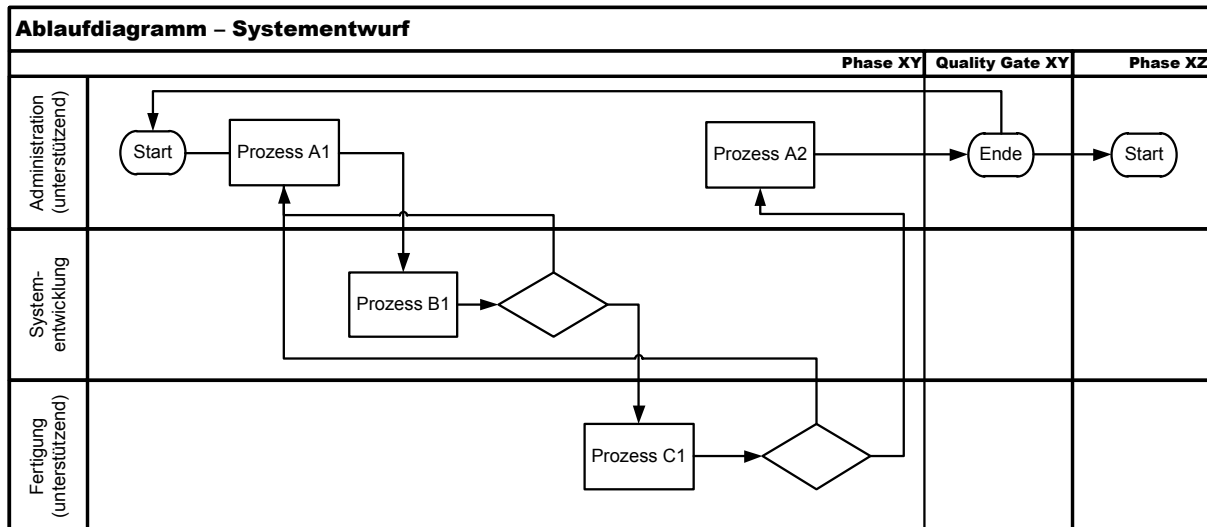 Ablaufdiagramm – Systementwurf
Phase XY
Quality Gate XY
Phase XZ
Administration
(unterstützend)
Start
Prozess A1
Prozess A2
Ende
Start
System-
entwicklung
Prozess B1
Fertigung
(unterstützend)
Prozess C1